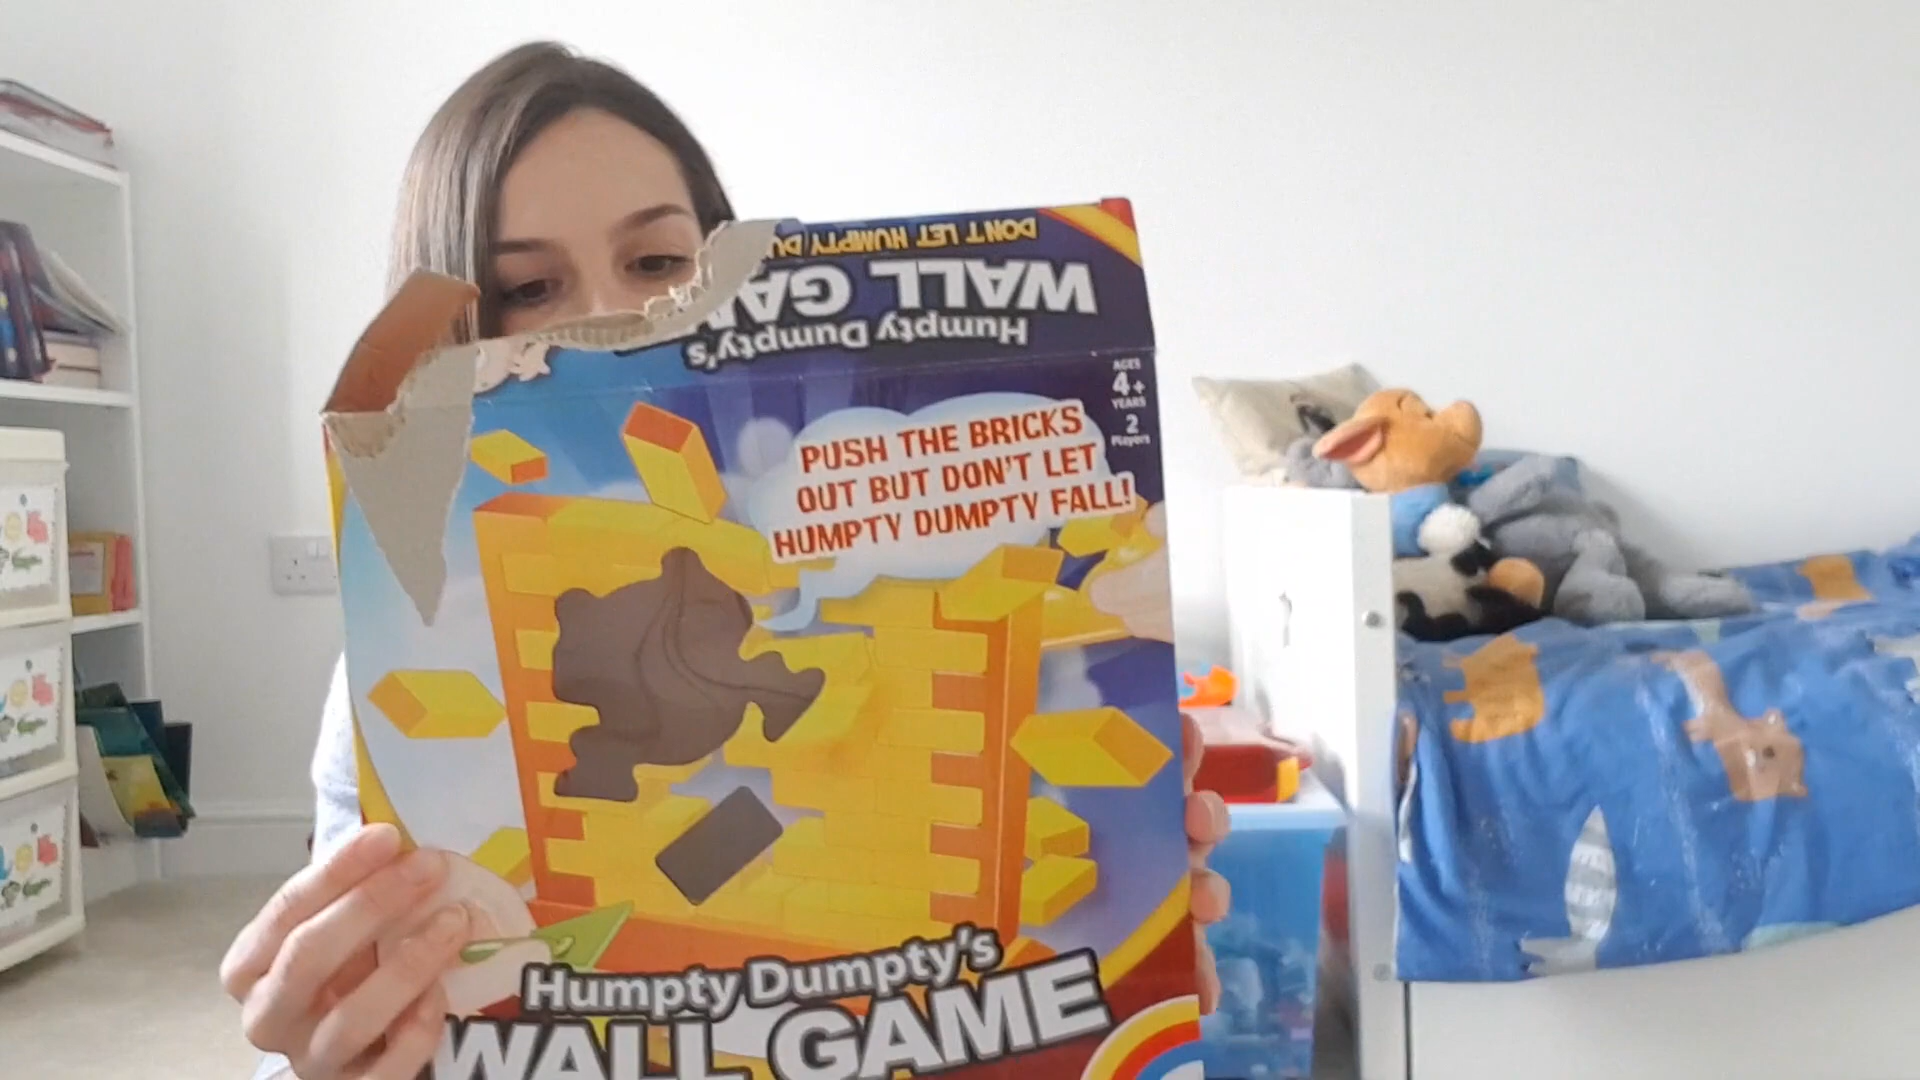 DON'T LET HUMPTY DU
WALL GAM
Humpty Dumpty's
AGES
4+
YEARS
2
Players
PUSH THE BRICKS
OUT BUT DON'T LET
HUMPTY DUMPTY FALL!
Humpty Dumpty's
WALL GAME